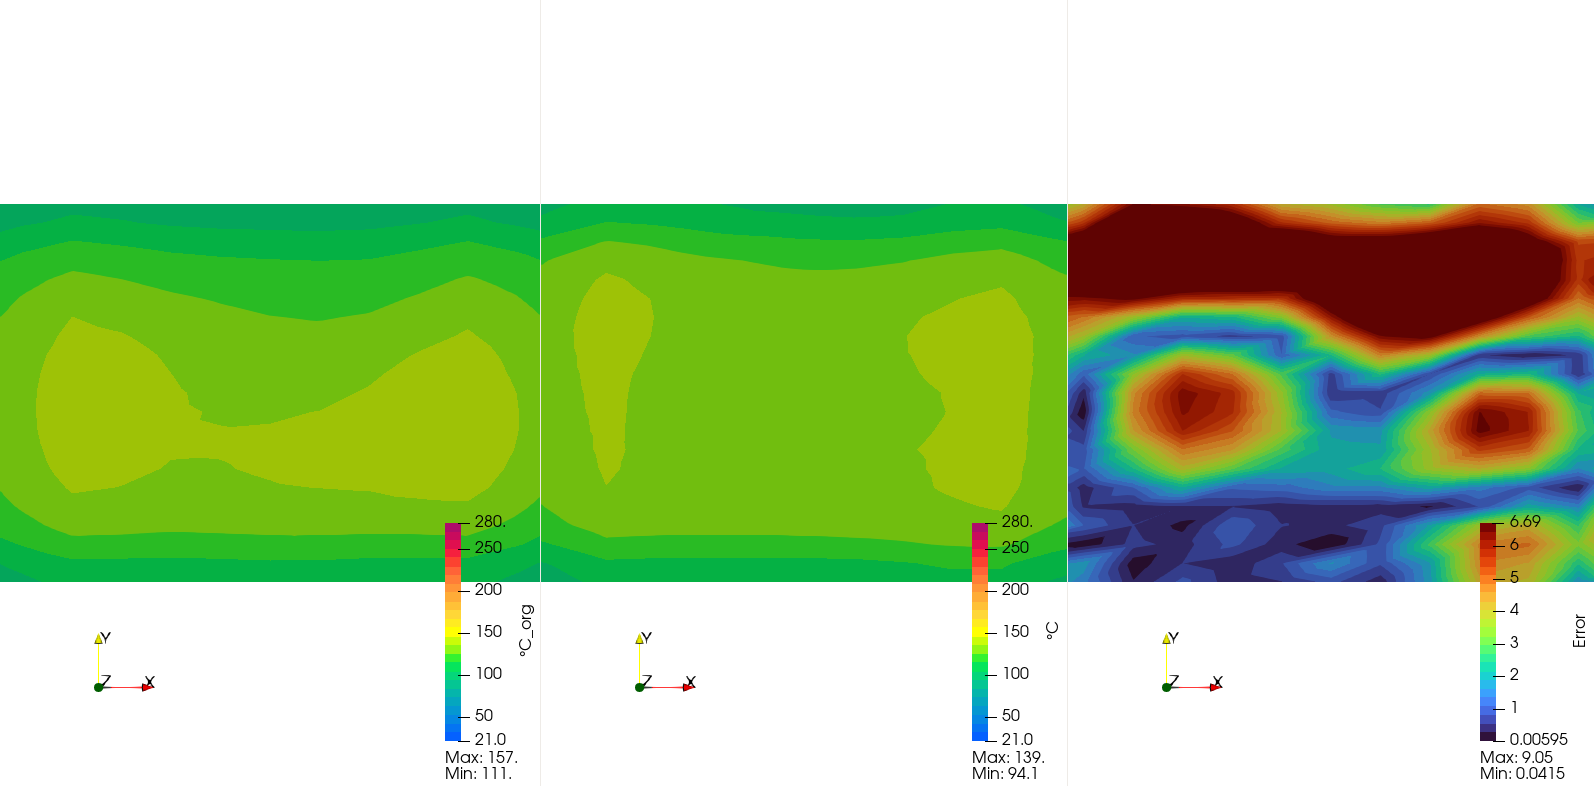 280.
250
200
150
100
50
21.0
°C_org
Max: 157.
Min: 111.
Y
Z
X
280.
250
200
150
100
50
21.0
°C
Max: 139.
Min: 94.1
Y
Z
X
6.69
6
5
4
3
2
1
0.00595
Error
Max: 9.05
Min: 0.0415
Y
Z
X